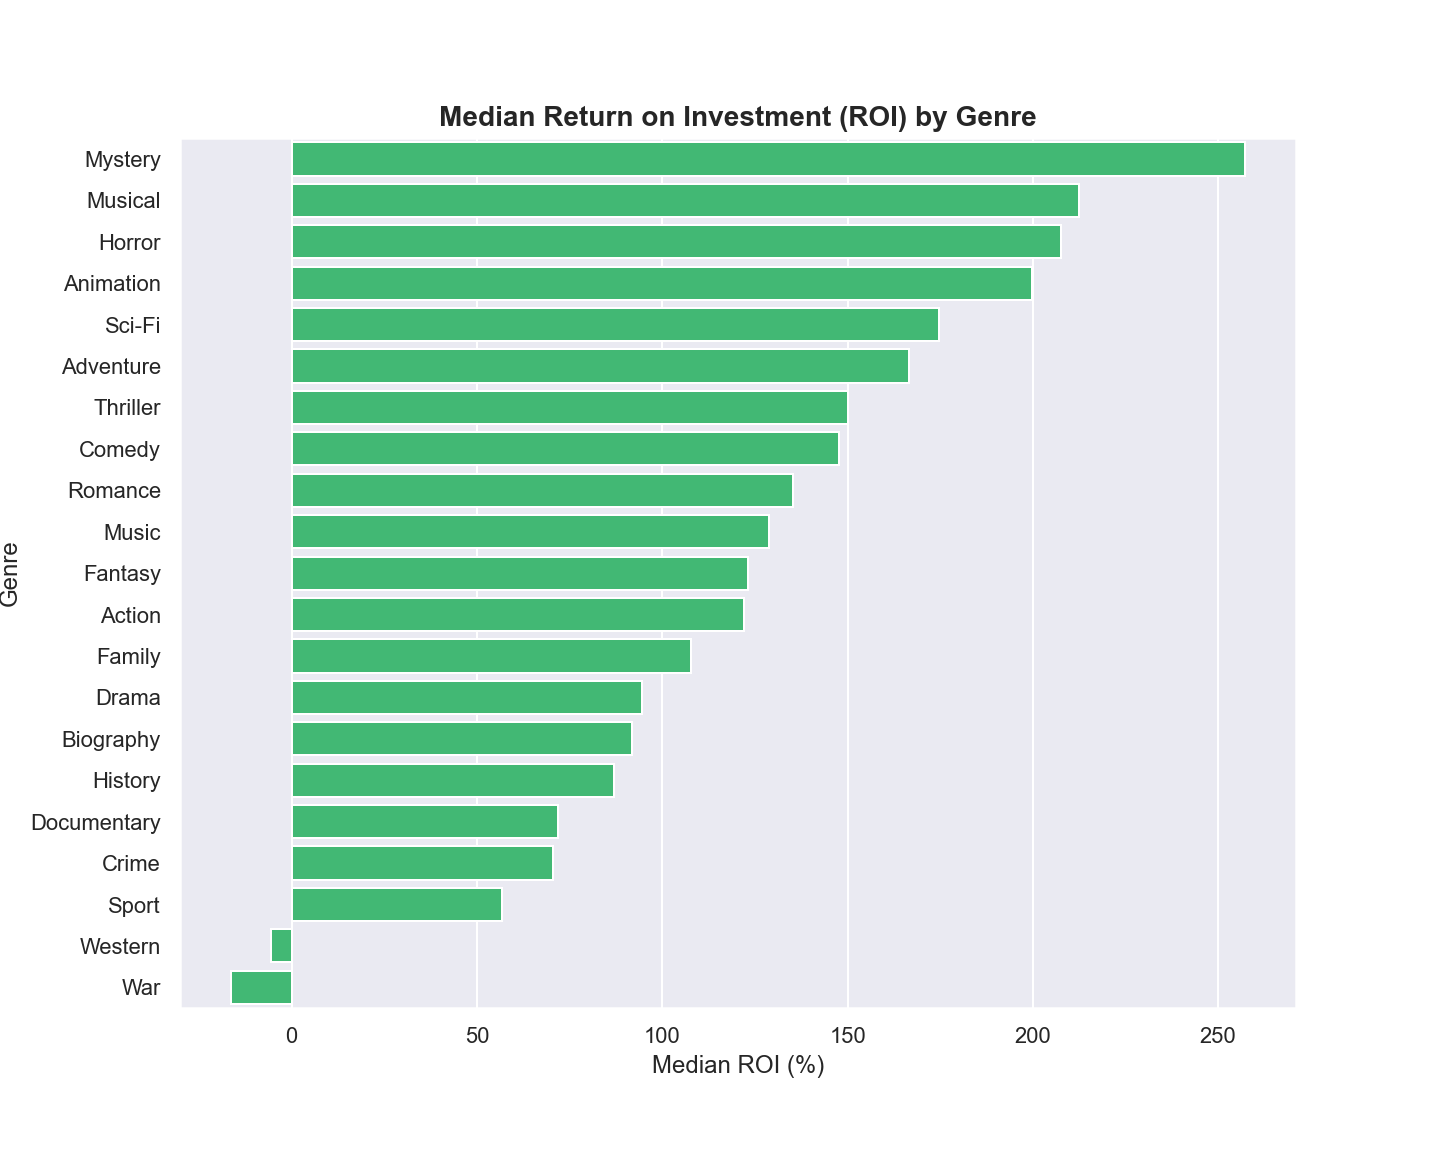 Median Return on Investment (ROI) by Genre
Genre
Mystery
Musical
Horror
Animation
Sci-Fi
Adventure
Thriller
Comedy
Romance
Music
Fantasy
Action
Family
Drama
Biography
History
Documentary
Crime
Sport
Western
War
0 50 100 150 200 250
Median ROI (%)